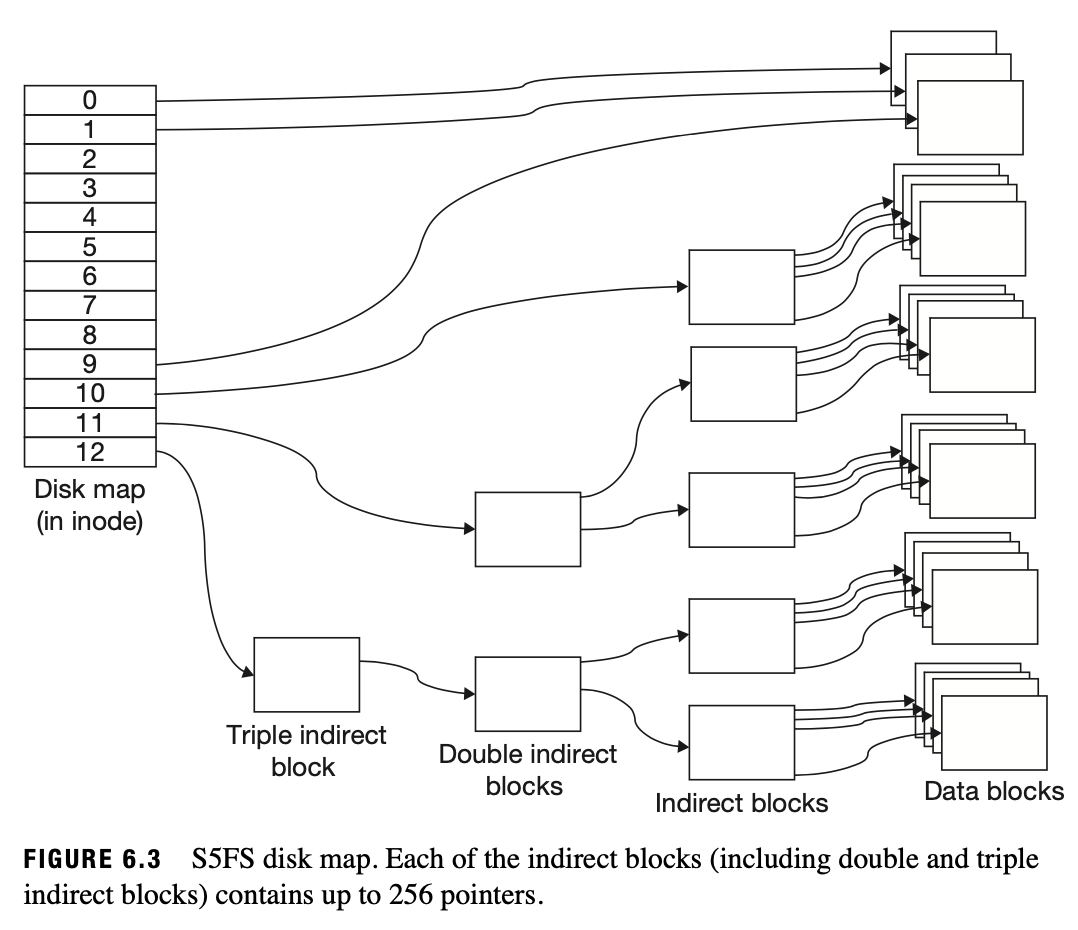 0
1
2
3
4
5
6
7
8
9
10
11
12
Disk map
(in inode)
Triple indirect
block
Double indirect
blocks
Indirect blocks
Data blocks
FIGURE 6.3 S5FS disk map. Each of the indirect blocks (including double and triple
indirect blocks) contains up to 256 pointers.